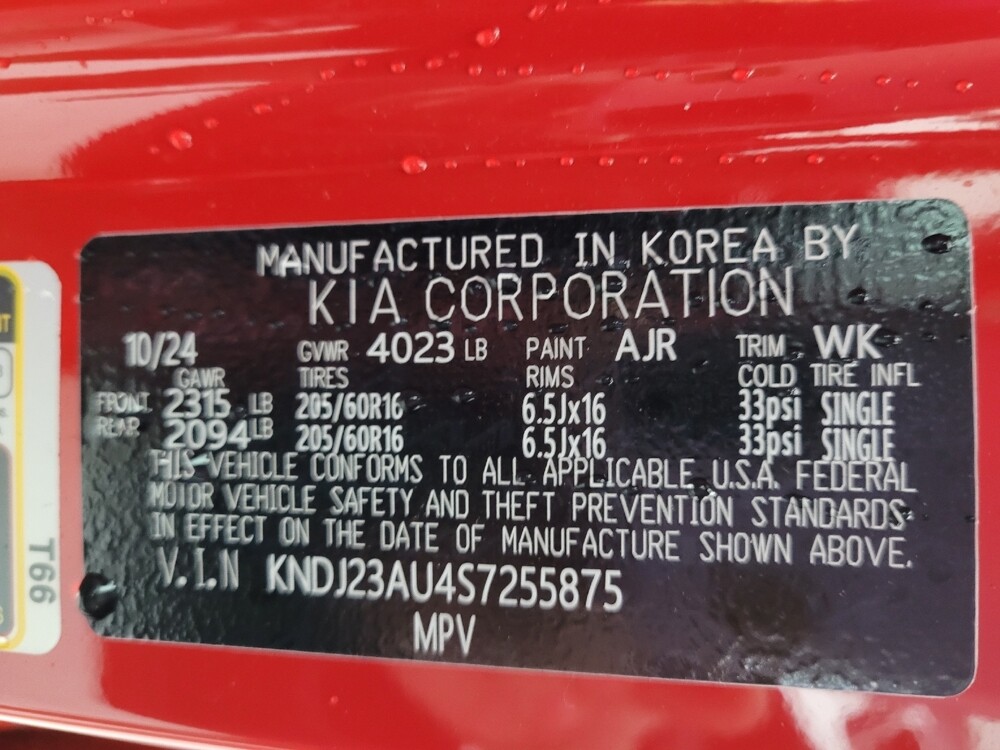 MANUFACTURED IN KOREA BY
KIA CORPORATION
10/24 GVWR 4023 LB PAINT AJR TRIM WK
GAWR TIRES RIMS COLD TIRE INFL
FRONT 2315 LB 205/60R16 6.5Jx16 33psi SINGLE
REAR 2094 LB 205/60R16 6.5Jx16 33psi SINGLE
THIS VEHICLE CONFORMS TO ALL APPLICABLE U.S.A. FEDERAL
MOTOR VEHICLE SAFETY AND THEFT PREVENTION STANDARDS
IN EFFECT ON THE DATE OF MANUFACTURE SHOWN ABOVE.
V.I.N KNDJ23AU4S7255875
MPV
T66